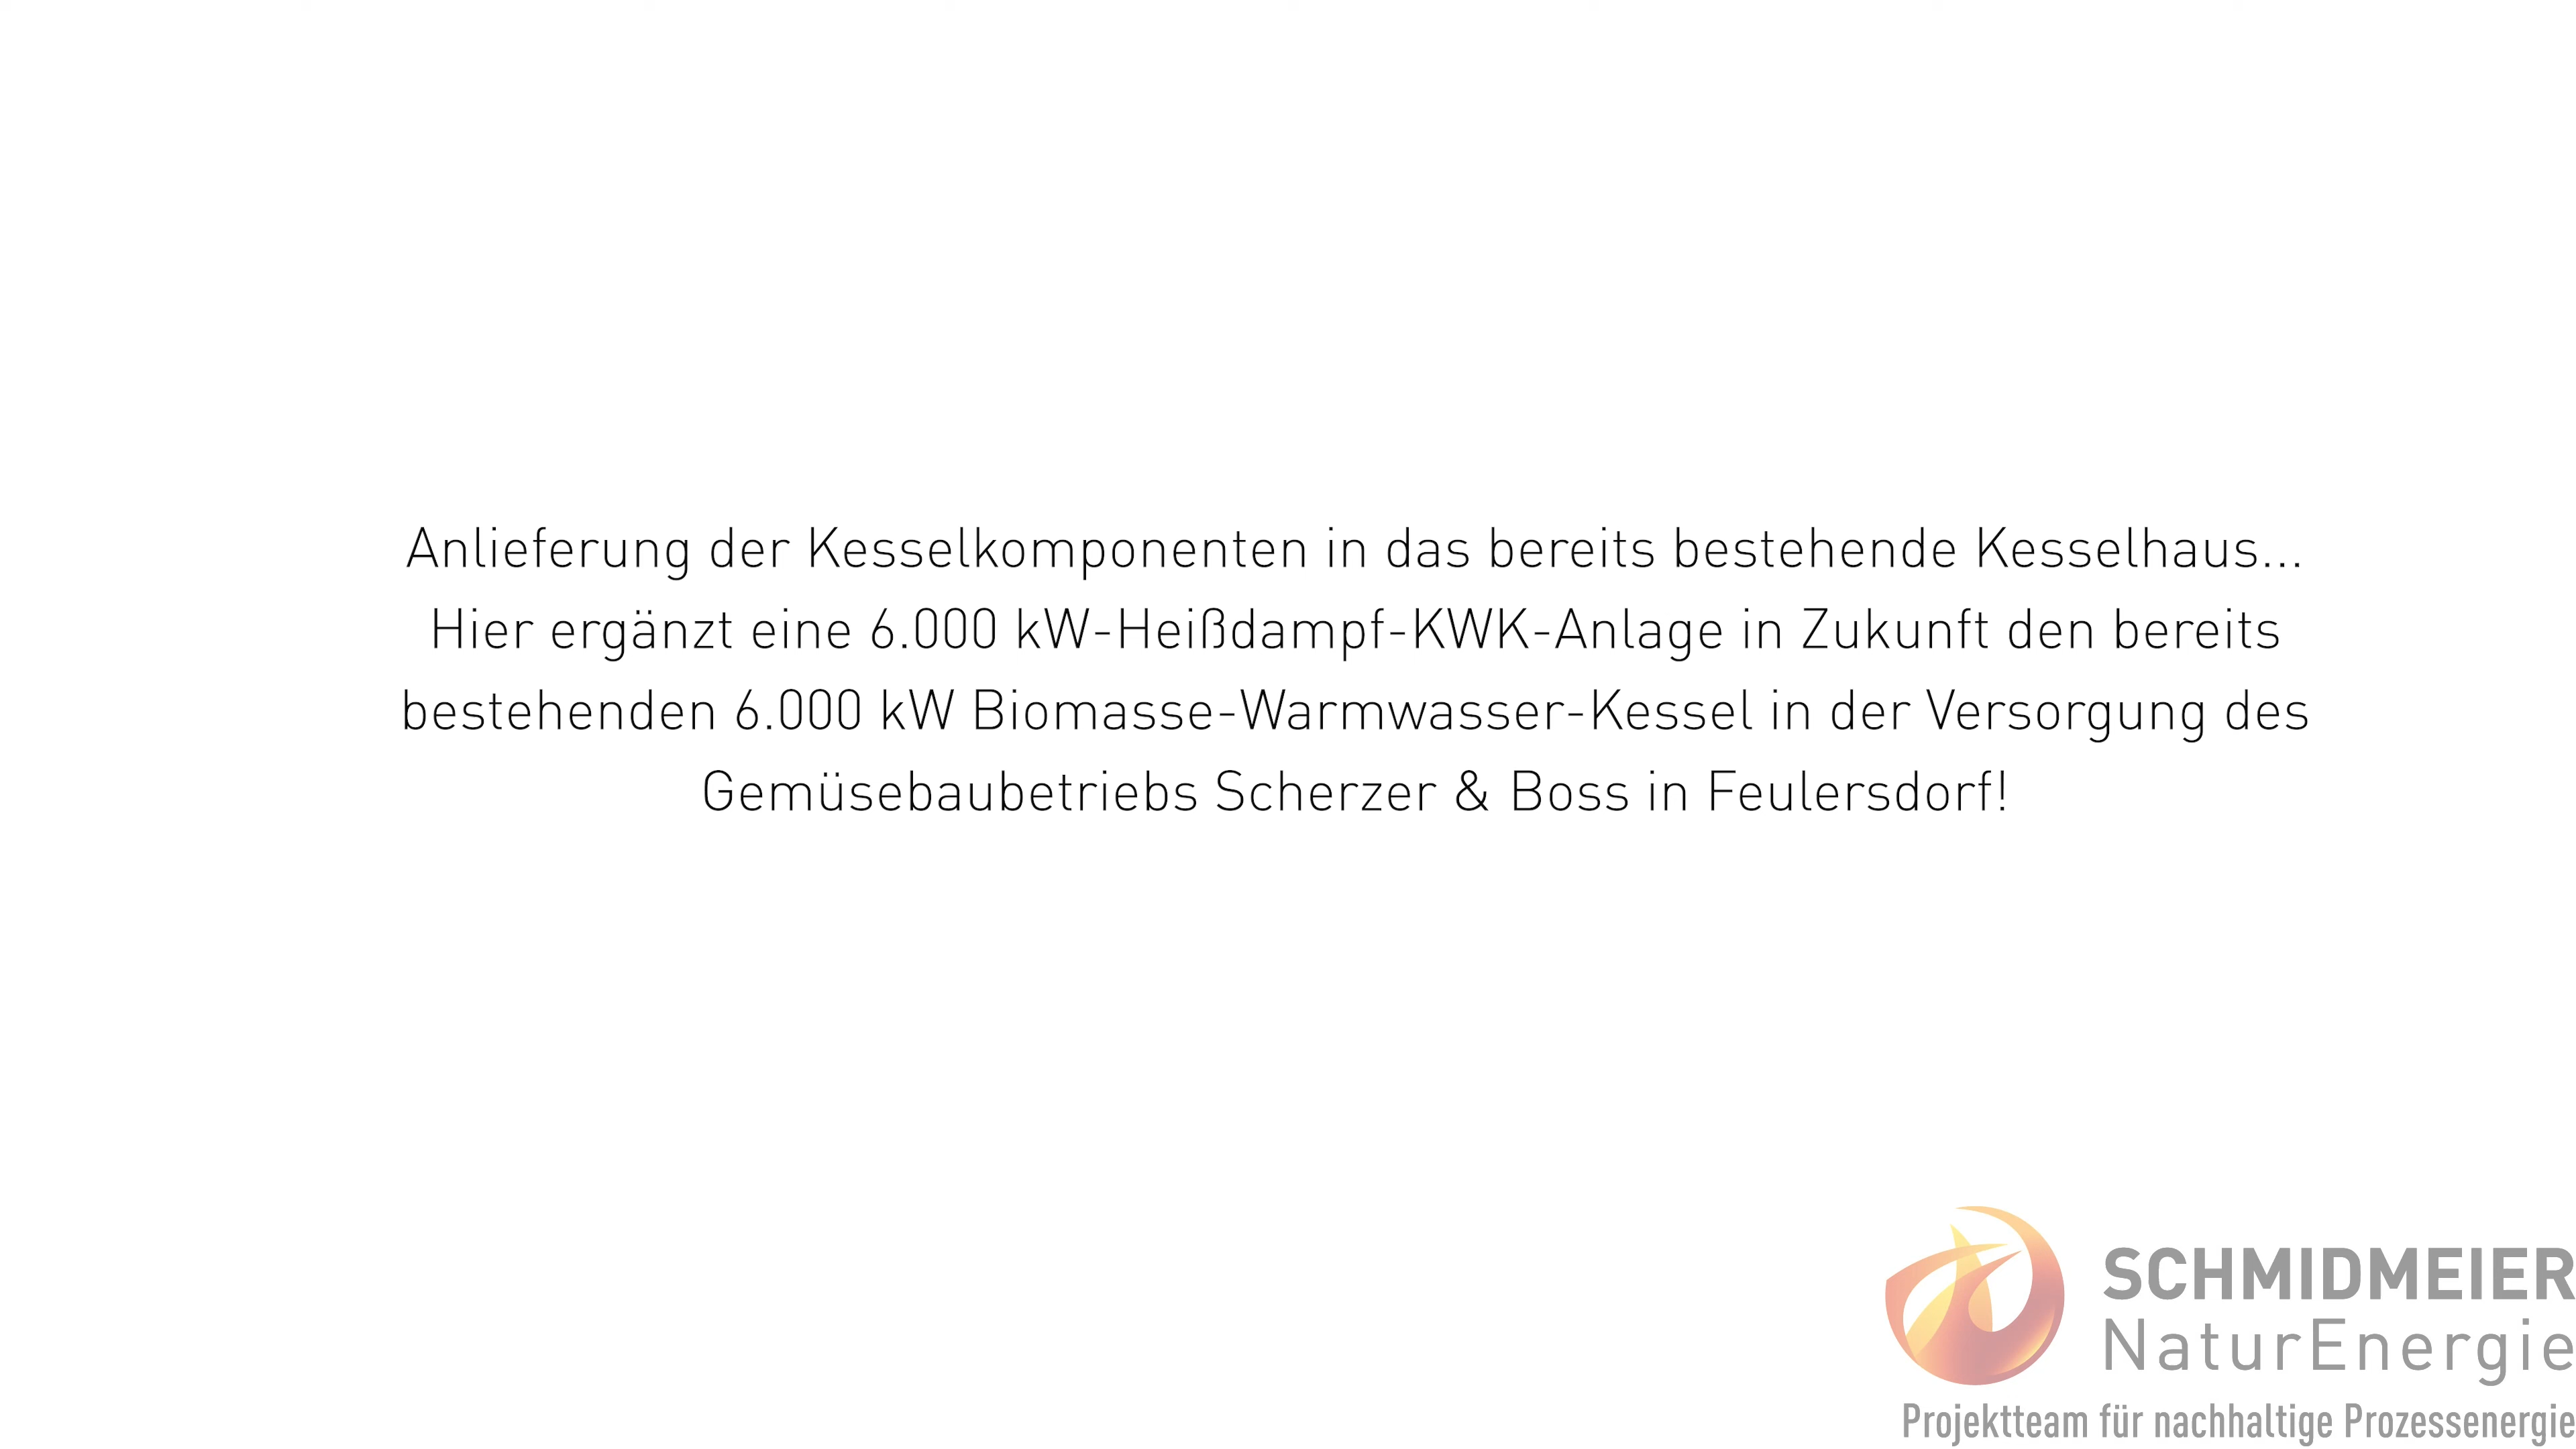 Anlieferung der Kesselkomponenten in das bereits bestehende Kesselhaus...
Hier ergänzt eine 6.000 kW-Heißdampf-KWK-Anlage in Zukunft den bereits
bestehenden 6.000 kW Biomasse-Warmwasser-Kessel in der Versorgung des
Gemüsebaubetriebs Scherzer & Boss in Feulersdorf!
SCHMIDMEIER
NaturEnergie
Projektteam für nachhaltige Prozessenergie